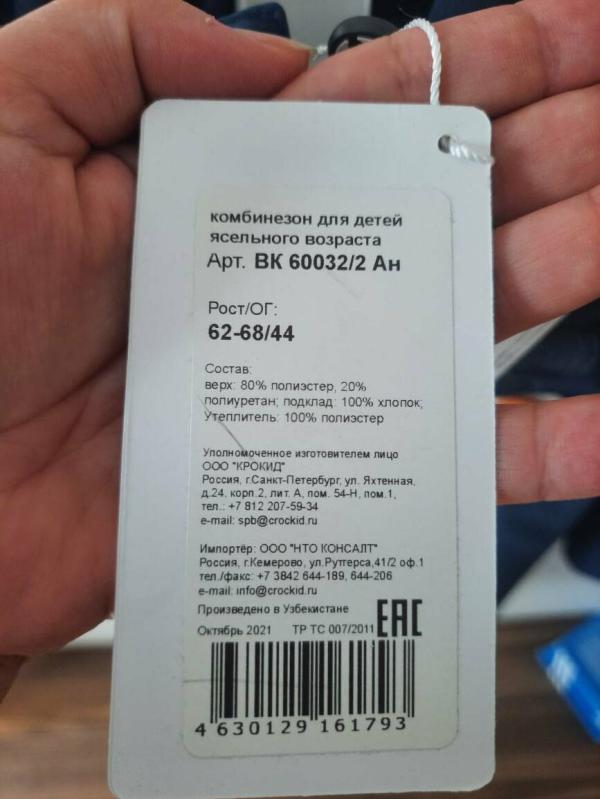 комбинезон для детей
ясельного возраста
Арт. ВК 60032/2 Ан
Рост/ОГ:
62-68/44
Состав:
верх: 80% полиэстер, 20%
полиуретан; подклад: 100% хлопок;
Утеплитель: 100% полиэстер
Уполномоченное изготовителем лицо
ООО "КРОКИД"
Россия, г.Санкт-Петербург, ул. Яхтенная,
д.24, корп.2, лит. А, пом. 54-Н, пом.1,
тел.: +7 812 207-59-34
e-mail: spb@crockid.ru
Импортёр: ООО "НТО КОНСАЛТ"
Россия, г.Кемерово, ул.Рутгерса,41/2 оф.1
тел./факс: +7 3842 644-189, 644-206
e-mail: info@crockid.ru
Произведено в Узбекистане
Октябрь 2021 ТР ТС 007/2011 EAC
4 630129 161793